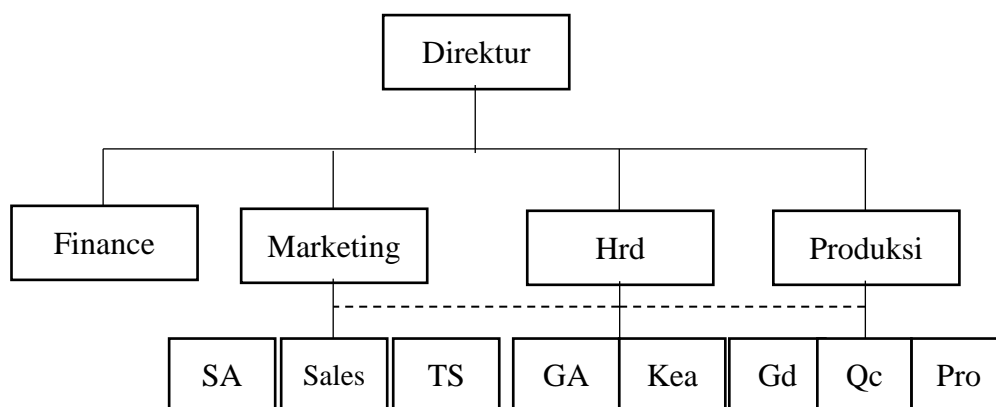 Direktur
Finance
Marketing
Hrd
Produksi
SA
Sales
TS
GA
Kea
Gd
Qc
Pro